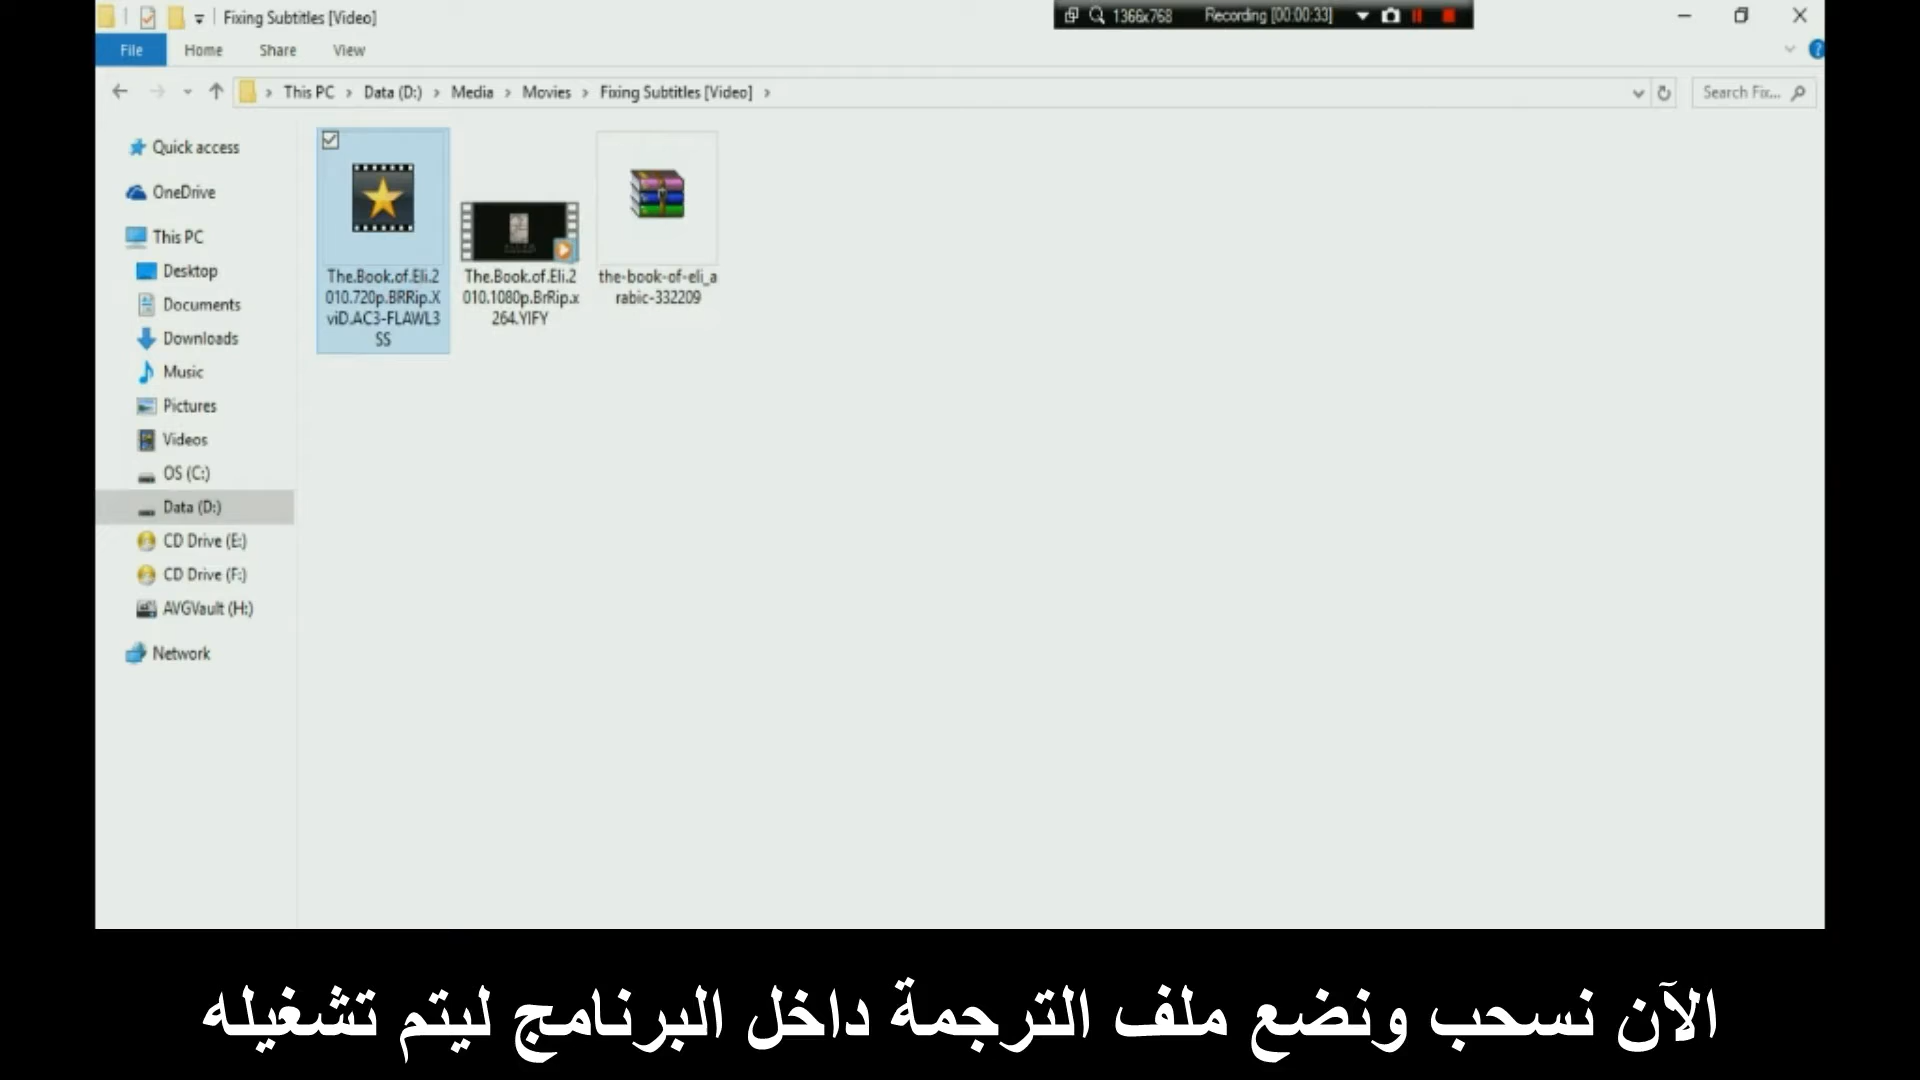 Fixing Subtitles [Video]
1366x768 Recording [00:00:33]
File Home Share View
This PC Data (D:) Media Movies Fixing Subtitles [Video]
Search Fix...
Quick access
OneDrive
This PC
Desktop
Documents
Downloads
Music
Pictures
Videos
OS (C:)
Data (D:)
CD Drive (E:)
CD Drive (F:)
AVGVault (H:)
Network
The.Book.of.Eli.2
010.720p.BRRip.X
viD.AC3-FLAWL3
SS
The.Book.of.Eli.2
010.1080p.BrRip.x
264.YIFY
the-book-of-eli_a
rabic-332209
الآن نسحب ونضع ملف الترجمة داخل البرنامج ليتم تشغيله